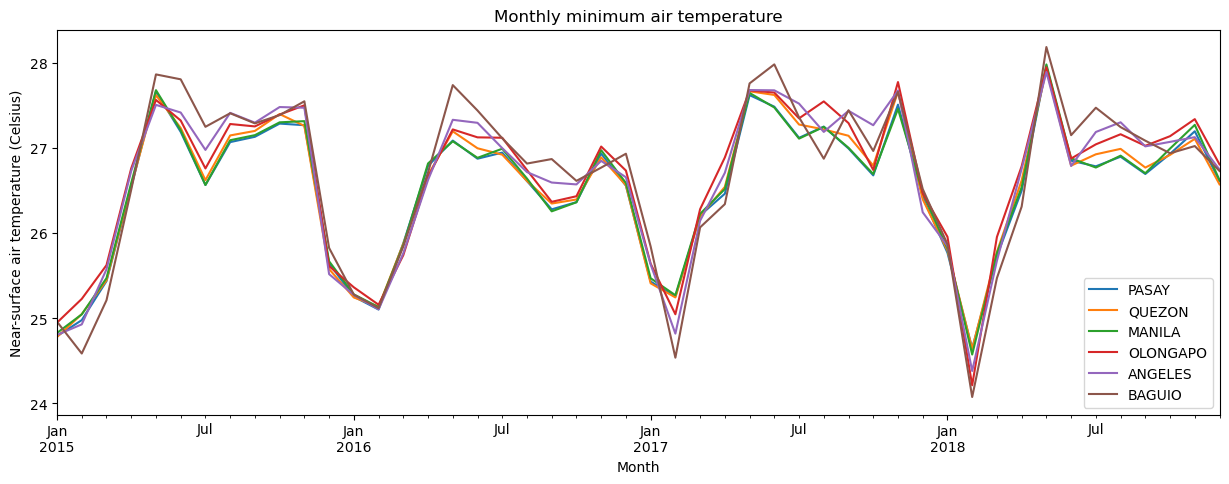 Monthly minimum air temperature
Near-surface air temperature (Celsius)
28
27
26
25
24
Jan Jul Jan Jul Jan Jul Jan Jul
2015 2016 2017 2018
Month
PASAY
QUEZON
MANILA
OLONGAPO
ANGELES
BAGUIO